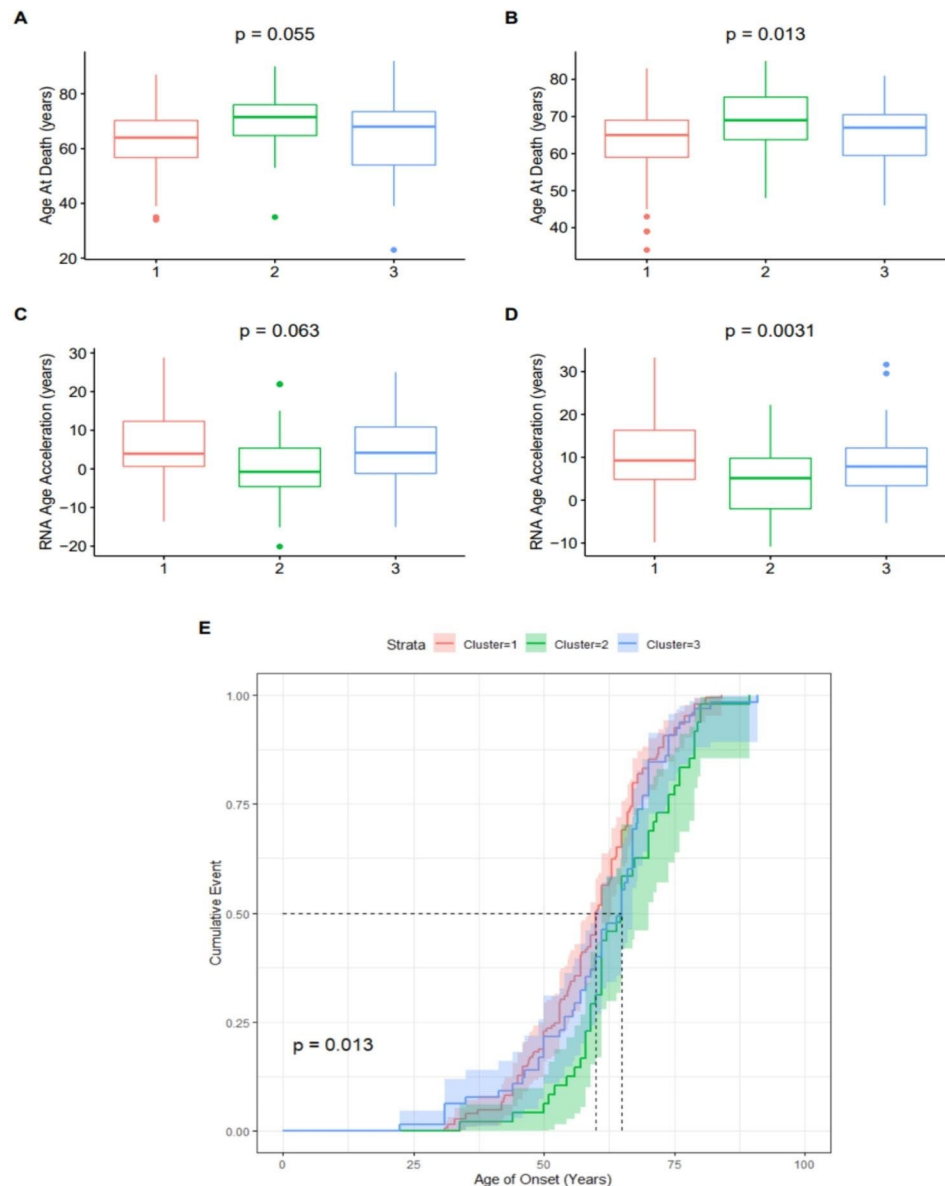 A
p = 0.055
Age At Death (years)
80
60
40
20
1 2 3
B
p = 0.013
Age At Death (years)
80
70
60
50
40
1 2 3
C
p = 0.063
RNA Age Acceleration (years)
30
20
10
0
−10
−20
1 2 3
D
p = 0.0031
RNA Age Acceleration (years)
30
20
10
0
−10
1 2 3
E
Strata Cluster=1 Cluster=2 Cluster=3
Cumulative Event
1.00
0.75
0.50
0.25
0.00
p = 0.013
0 25 50 75 100
Age of Onset (Years)